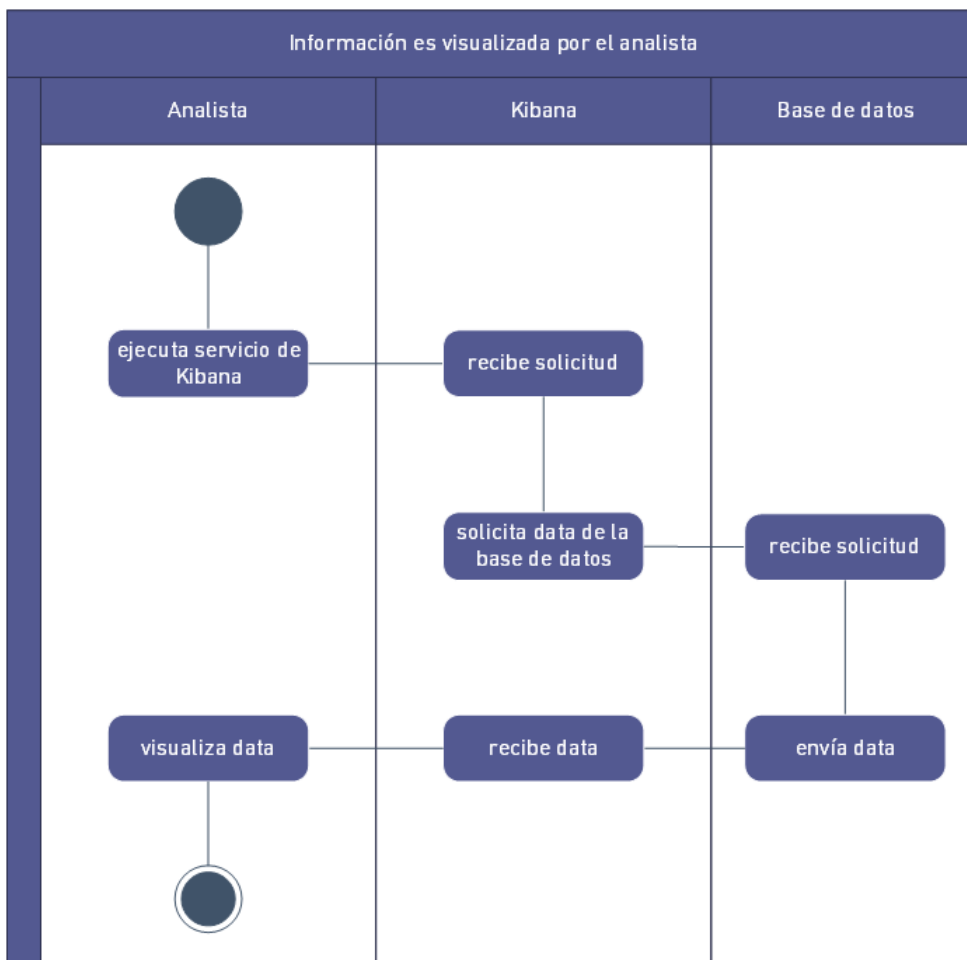 Información es visualizada por el analista
Analista
Kibana
Base de datos
ejecuta servicio de
Kibana
recibe solicitud
solicita data de la
base de datos
recibe solicitud
visualiza data
recibe data
envía data